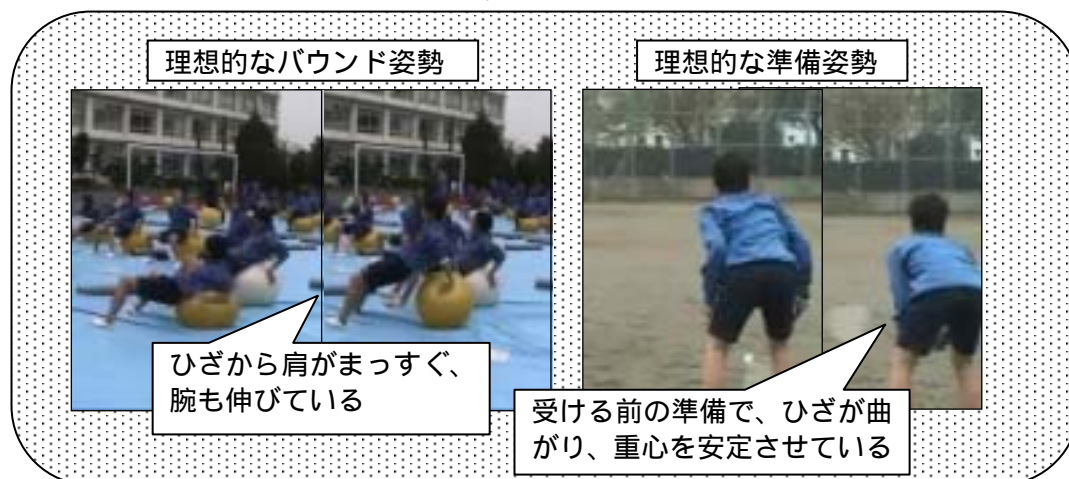 理想的なバウンド姿勢
理想的な準備姿勢
ひざから肩がまっすぐ、
腕も伸びている
受ける前の準備で、ひざが曲
がり、重心を安定させている